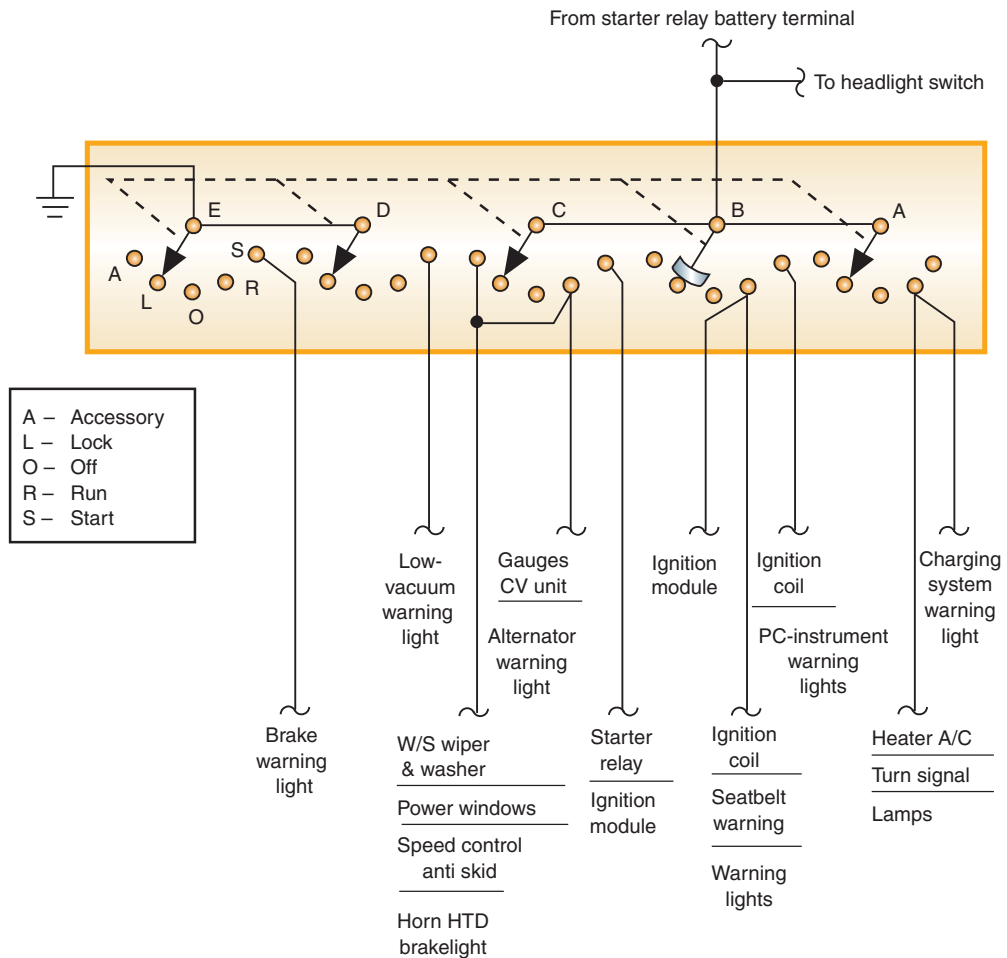 From starter relay battery terminal
To headlight switch
E
D
C
B
A
S
A
L
O
R
A – Accessory
L – Lock
O – Off
R – Run
S – Start
Low-
vacuum
warning
light
Gauges
CV unit
Alternator
warning
light
Ignition
module
Ignition
coil
PC-instrument
warning
lights
Charging
system
warning
light
Brake
warning
light
W/S wiper
& washer
Power windows
Speed control
anti skid
Horn HTD
brakelight
Starter
relay
Ignition
module
Ignition
coil
Seatbelt
warning
Warning
lights
Heater A/C
Turn signal
Lamps